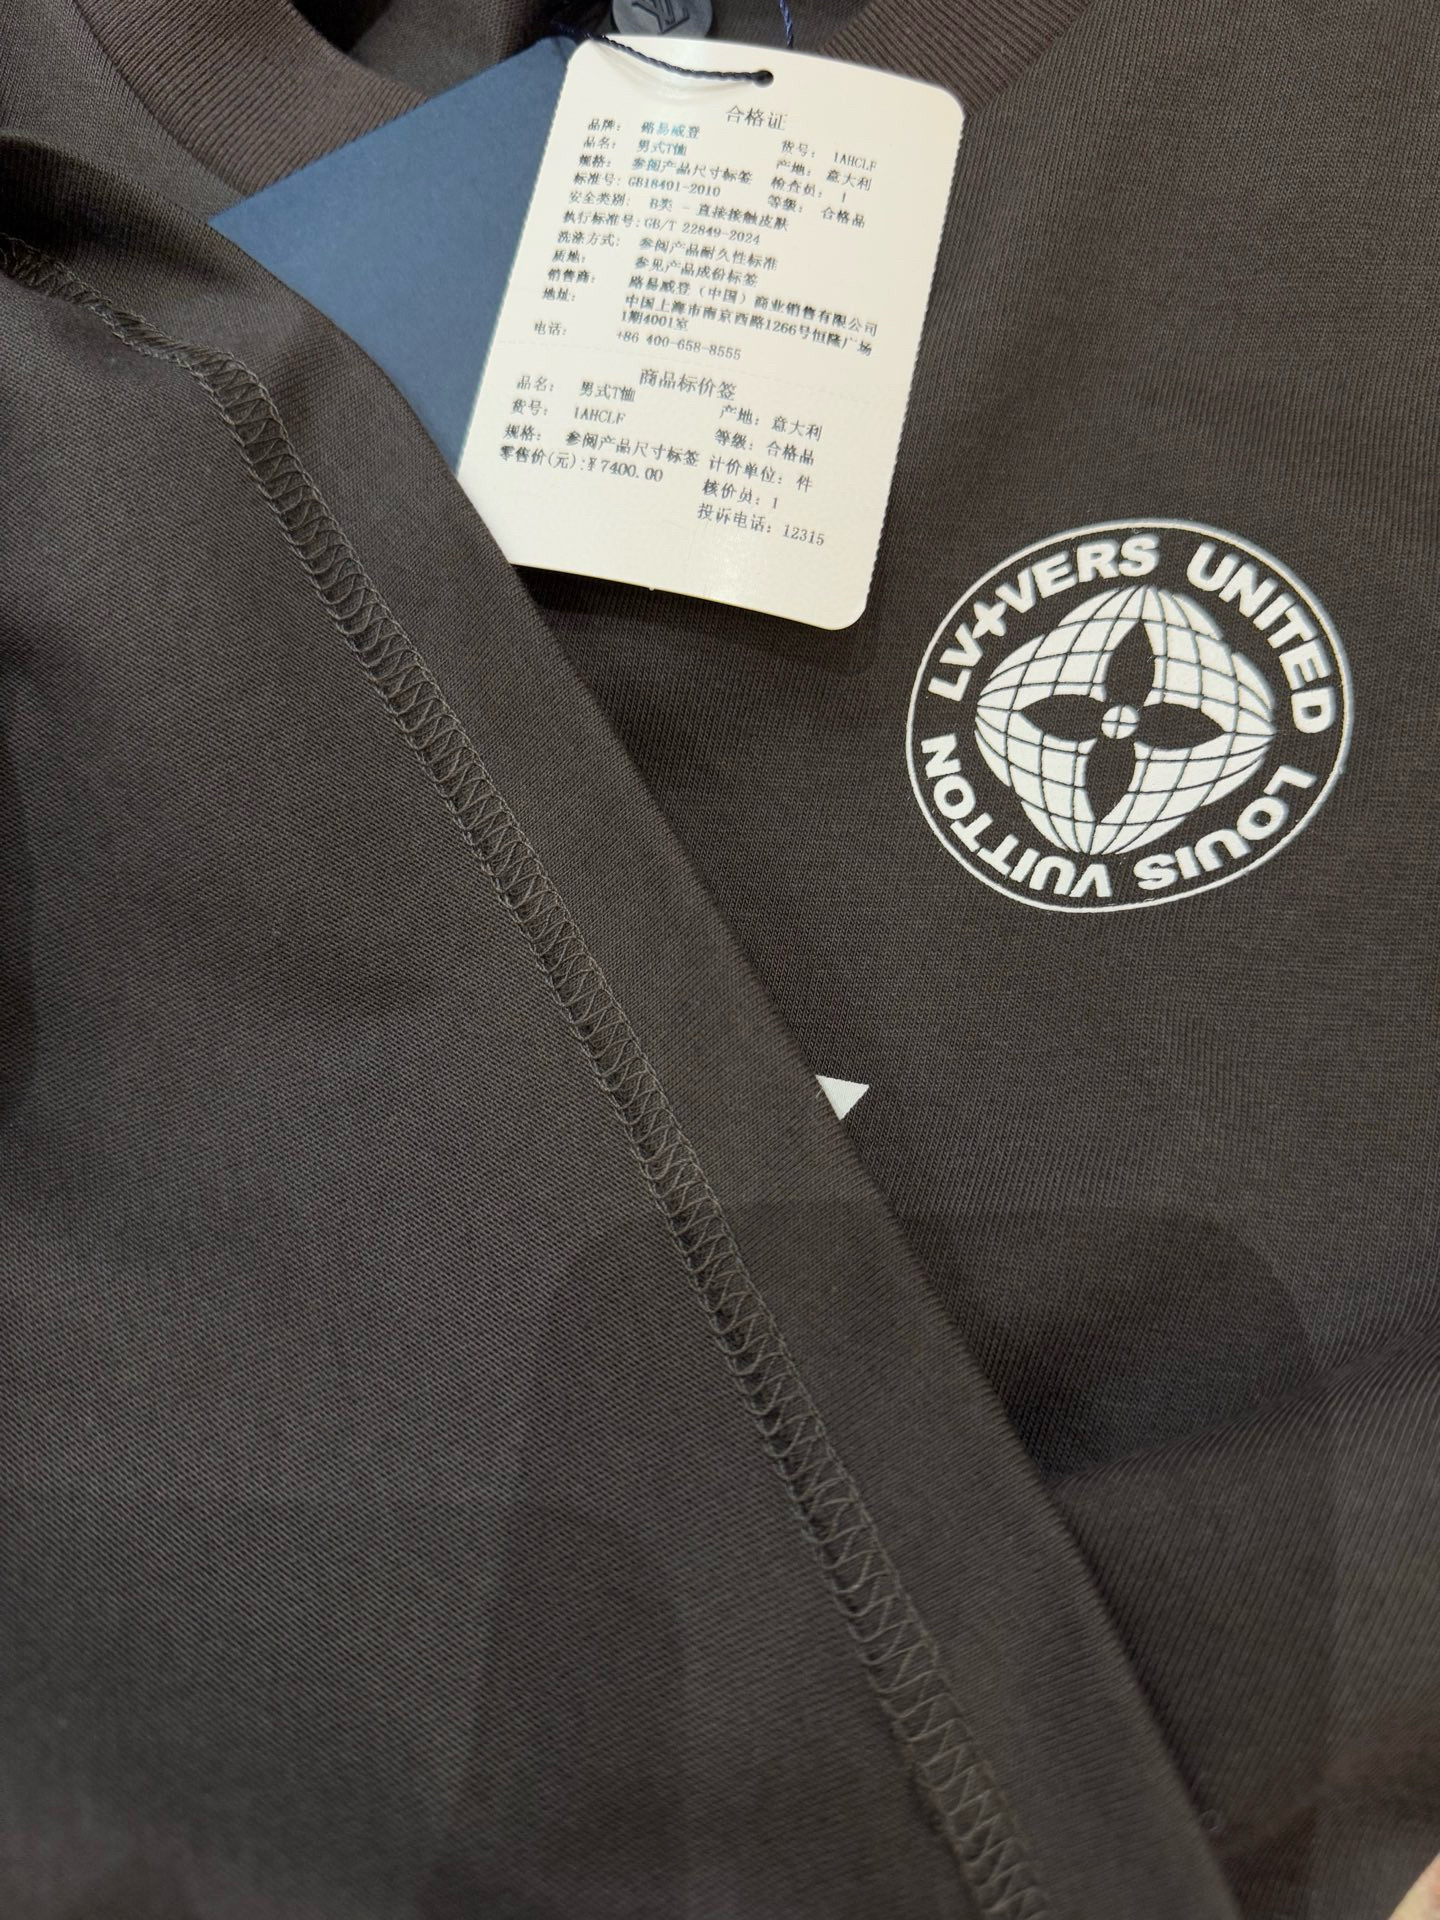 合格证
品牌： 路易威登
品名： 男式T恤 货号： 1AHCLF
规格： 参阅产品尺寸标签 产地： 意大利
标准号: GB18401-2010 检查员： 1
安全类别： B类 - 直接接触皮肤 等级： 合格品
执行标准号: GB/T 22849-2024
洗涤方式： 参阅产品耐久性标准
质地： 参见产品成份标签
销售商： 路易威登（中国）商业销售有限公司
地址： 中国上海市南京西路1266号恒隆广场
1期4001室
电话： +86 400-658-8555
商品标价签
品名： 男式T恤 产地： 意大利
货号： 1AHCLF 等级： 合格品
规格： 参阅产品尺寸标签 计价单位： 件
零售价(元):¥7400.00 核价员： 1
投诉电话： 12315
LV+VERS UNITED
LOUIS VUITTON
LV